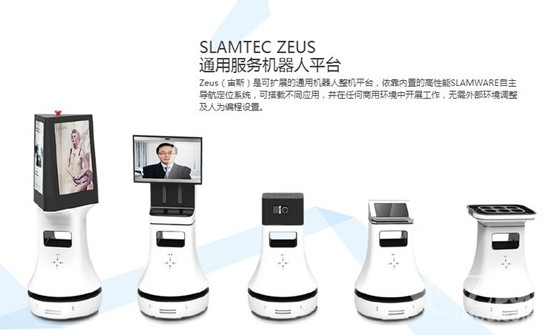 SLAMTEC ZEUS
通用服务机器人平台
Zeus（宙斯）是可扩展的通用机器人整机平台，依靠内置的高性能SLAMWARE自主
导航定位系统，可搭载不同应用，并在任何商用环境中开展工作，无需外部环境调整
及人为编程设置。